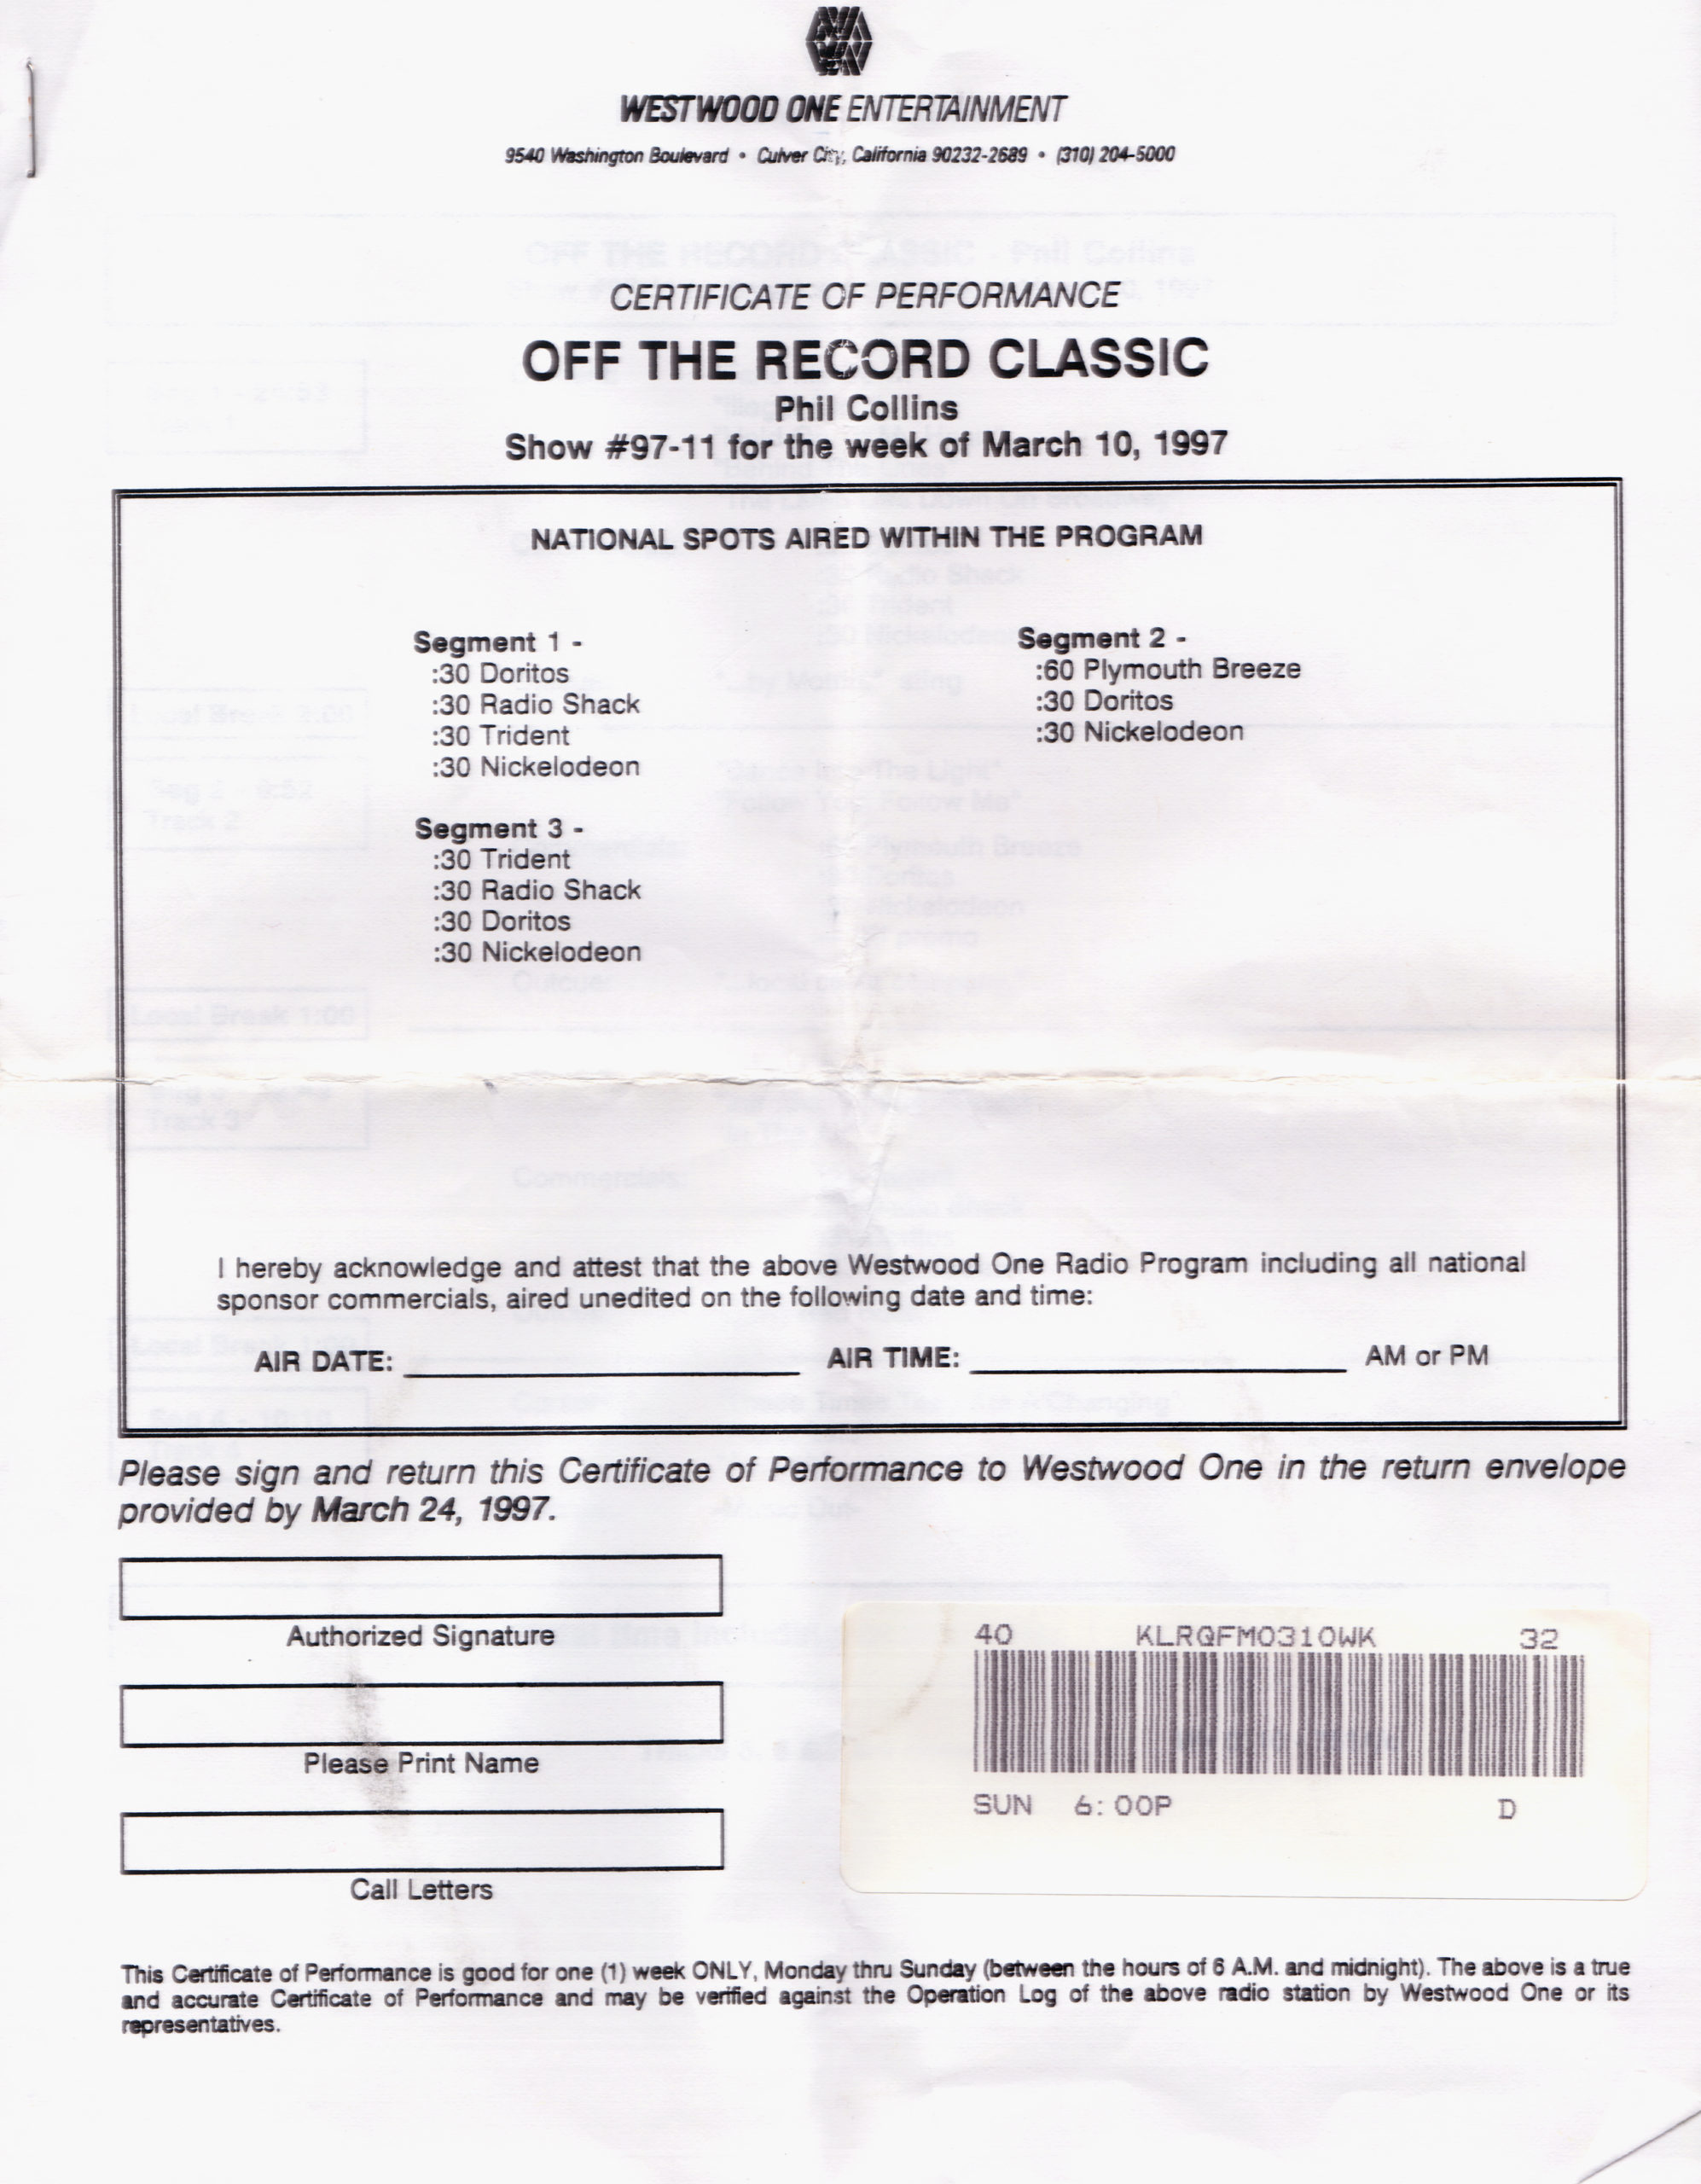 WESTWOOD ONE ENTERTAINMENT
9540 Washington Boulevard • Culver City, California 90232-2689 • (310) 204-5000
CERTIFICATE OF PERFORMANCE
OFF THE RECORD CLASSIC
Phil Collins
Show #97-11 for the week of March 10, 1997
NATIONAL SPOTS AIRED WITHIN THE PROGRAM
Segment 1 -
:30 Doritos
:30 Radio Shack
:30 Trident
:30 Nickelodeon
Segment 2 -
:60 Plymouth Breeze
:30 Doritos
:30 Nickelodeon
Segment 3 -
:30 Trident
:30 Radio Shack
:30 Doritos
:30 Nickelodeon
I hereby acknowledge and attest that the above Westwood One Radio Program including all national
sponsor commercials, aired unedited on the following date and time:
AIR DATE: ____________ AIR TIME: ____________ AM or PM
Please sign and return this Certificate of Performance to Westwood One in the return envelope
provided by March 24, 1997.
Authorized Signature
Please Print Name
Call Letters
40 KLRQFM0310WK 32
SUN 6:00P D
This Certificate of Performance is good for one (1) week ONLY, Monday thru Sunday (between the hours of 6 A.M. and midnight). The above is a true
and accurate Certificate of Performance and may be verified against the Operation Log of the above radio station by Westwood One or its
representatives.